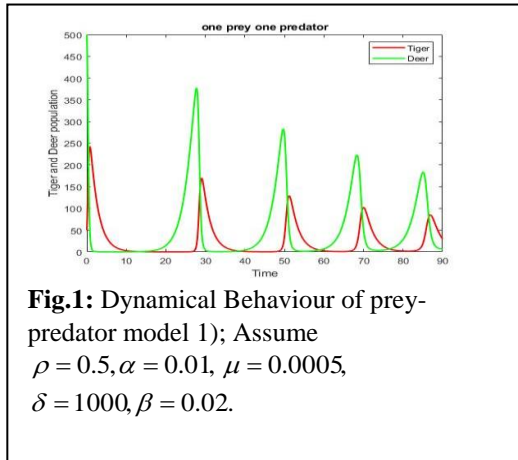 one prey one predator
500
450
400
350
300
250
200
150
100
50
0
Tiger and Deer population
Tiger
Deer
0 10 20 30 40 50 60 70 80 90
Time
Fig.1: Dynamical Behaviour of prey-
predator model 1); Assume
ρ = 0.5, α = 0.01, μ = 0.0005,
δ = 1000, β = 0.02.